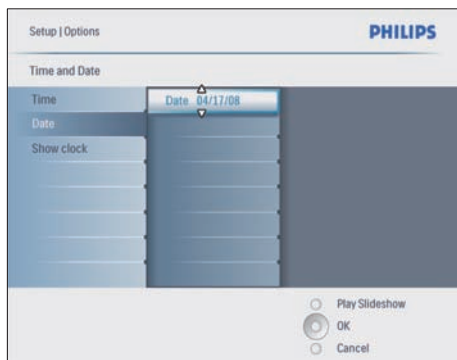 Setup | Options
PHILIPS
Time and Date
Time
Date 04/17/08
Date
Show clock
Play Slideshow
OK
Cancel